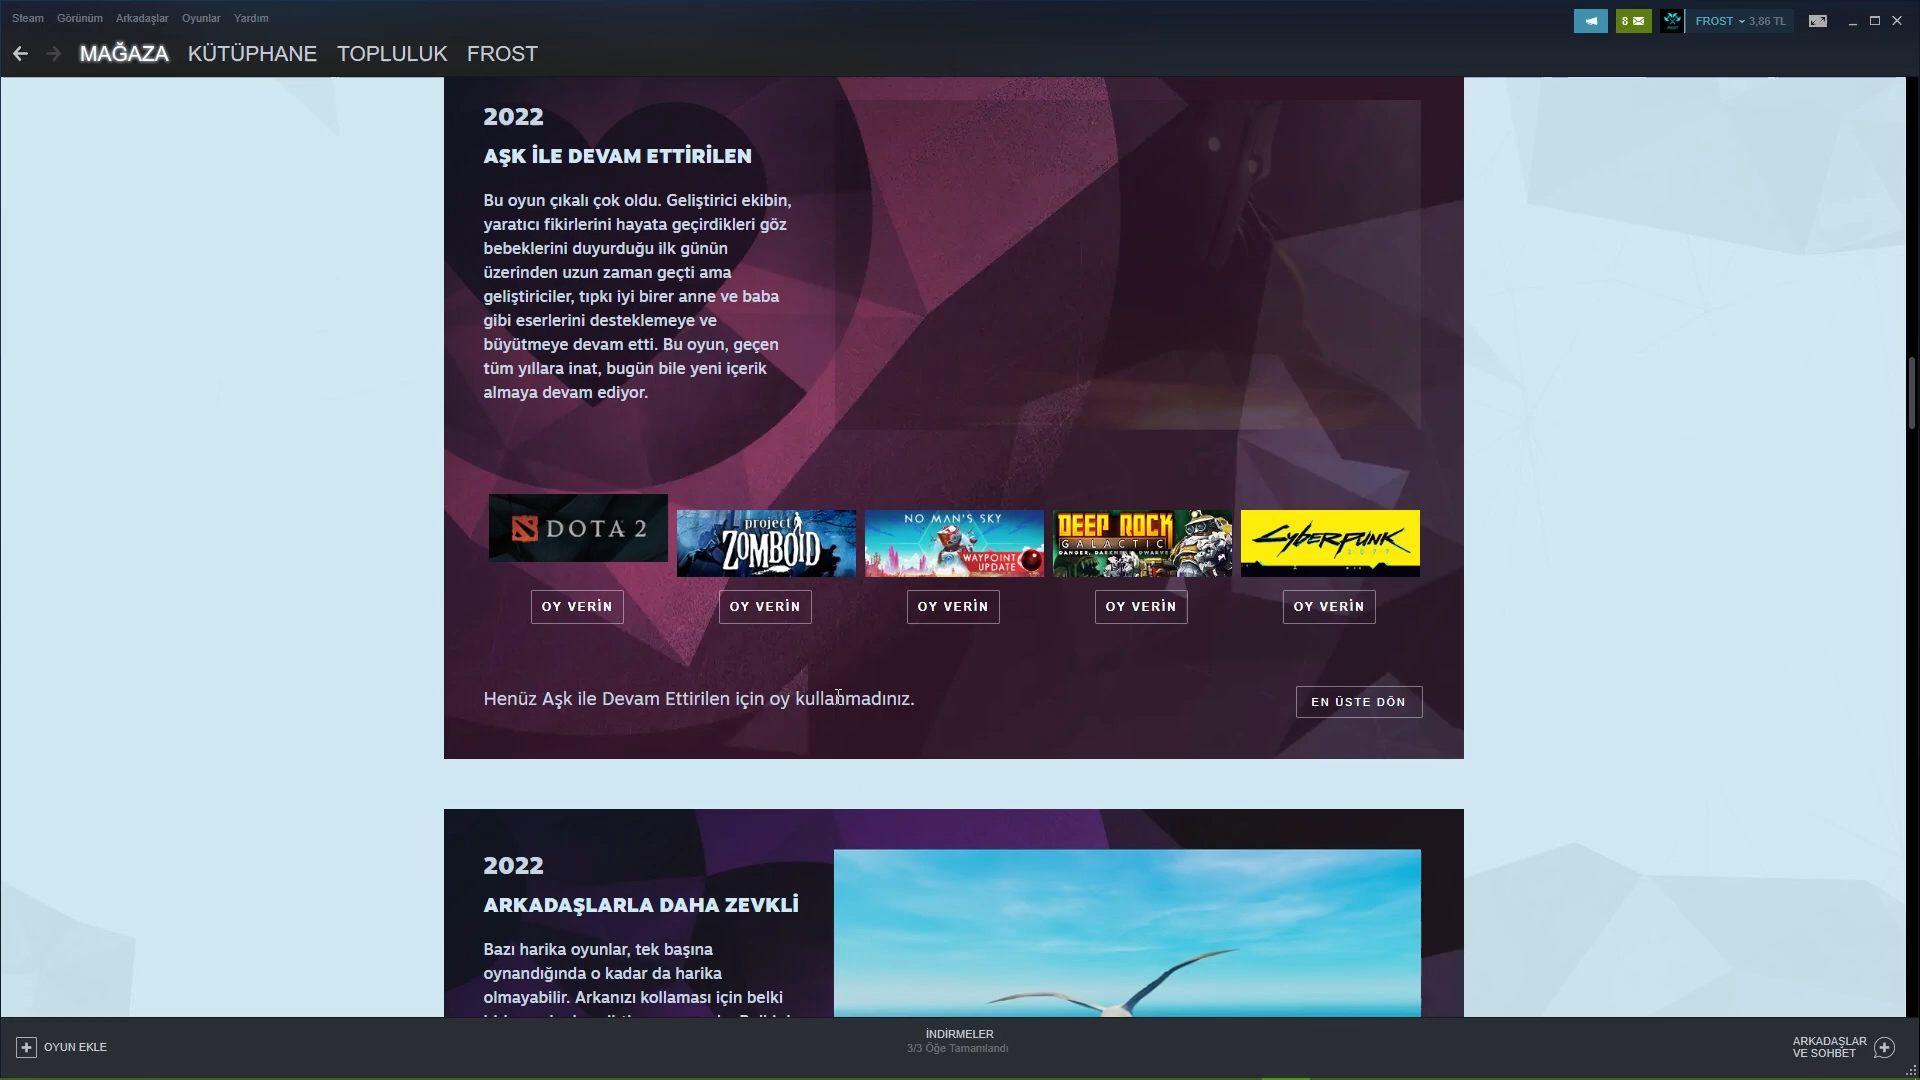 Steam Görünüm Arkadaşlar Oyunlar Yardım
8 FROST 3,86 TL
MAĞAZA KÜTÜPHANE TOPLULUK FROST
2022
AŞK İLE DEVAM ETTİRİLEN
Bu oyun çıkalı çok oldu. Geliştirici ekibin,
yaratıcı fikirlerini hayata geçirdikleri göz
bebeklerini duyurduğu ilk günün
üzerinden uzun zaman geçti ama
geliştiriciler, tıpkı iyi birer anne ve baba
gibi eserlerini desteklemeye ve
büyütmeye devam etti. Bu oyun, geçen
tüm yıllara inat, bugün bile yeni içerik
almaya devam ediyor.
DOTA 2
project ZOMBOID
NO MAN'S SKY
WAYPOINT UPDATE
DEEP ROCK GALACTIC
DANGER. DARKNESS. DWARVES.
Cyberpunk 2077
OY VERİN OY VERİN OY VERİN OY VERİN OY VERİN
Henüz Aşk ile Devam Ettirilen için oy kullanmadınız.
EN ÜSTE DÖN
2022
ARKADAŞLARLA DAHA ZEVKLİ
Bazı harika oyunlar, tek başına
oynandığında o kadar da harika
olmayabilir. Arkanızı kollaması için belki
OYUN EKLE
İNDİRMELER
3/3 Öğe Tamamlandı
ARKADAŞLAR
VE SOHBET